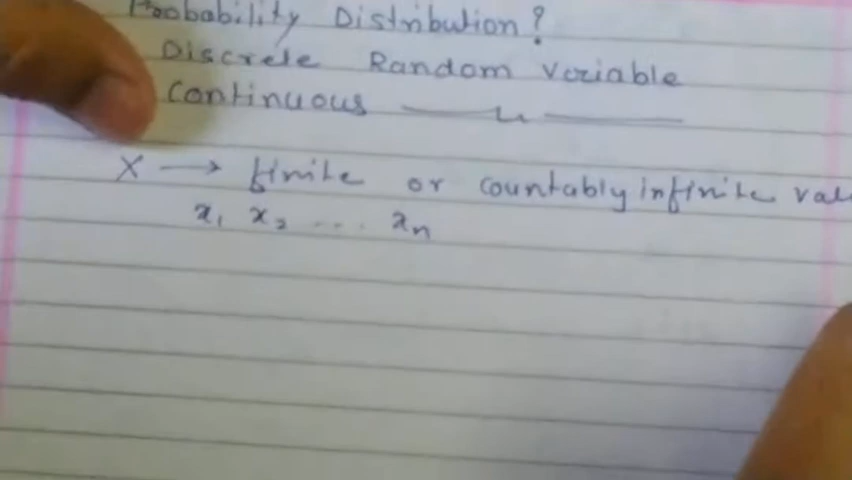 Probability Distribution?
Discrete Random Variable
Continuous —〃—
X → finite or countably infinite val
x₁ x₂ ... xₙ